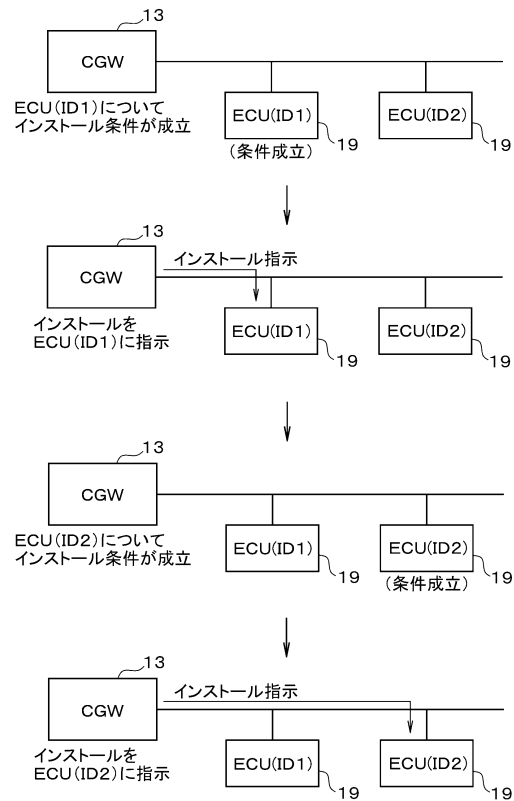 13
CGW
ECU(ID1)について
インストール条件が成立
ECU(ID1)
19
(条件成立)
ECU(ID2)
19
13
CGW
インストール指示
インストールを
ECU(ID1)に指示
ECU(ID1)
19
ECU(ID2)
19
13
CGW
ECU(ID2)について
インストール条件が成立
ECU(ID1)
19
ECU(ID2)
19
(条件成立)
13
CGW
インストール指示
インストールを
ECU(ID2)に指示
ECU(ID1)
19
ECU(ID2)
19